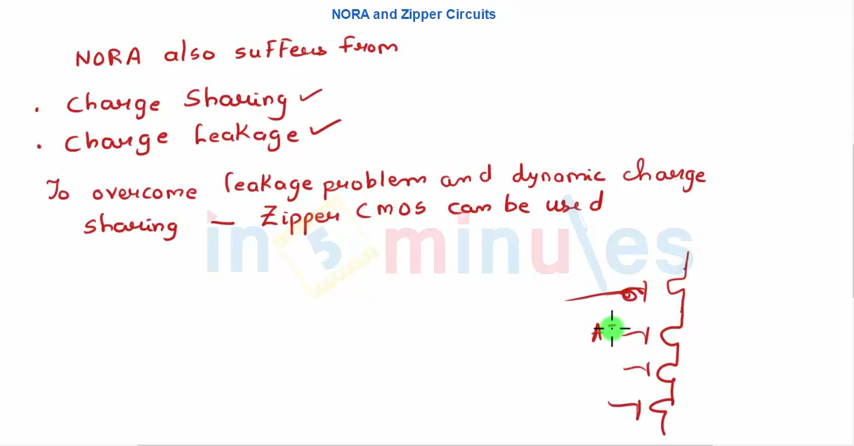 NORA and Zipper Circuits
NORA also suffers from
. Charge Sharing ✓
. Charge Leakage ✓
To overcome leakage problem and dynamic charge
sharing — Zipper CMOS can be used
in 5 minutes
A